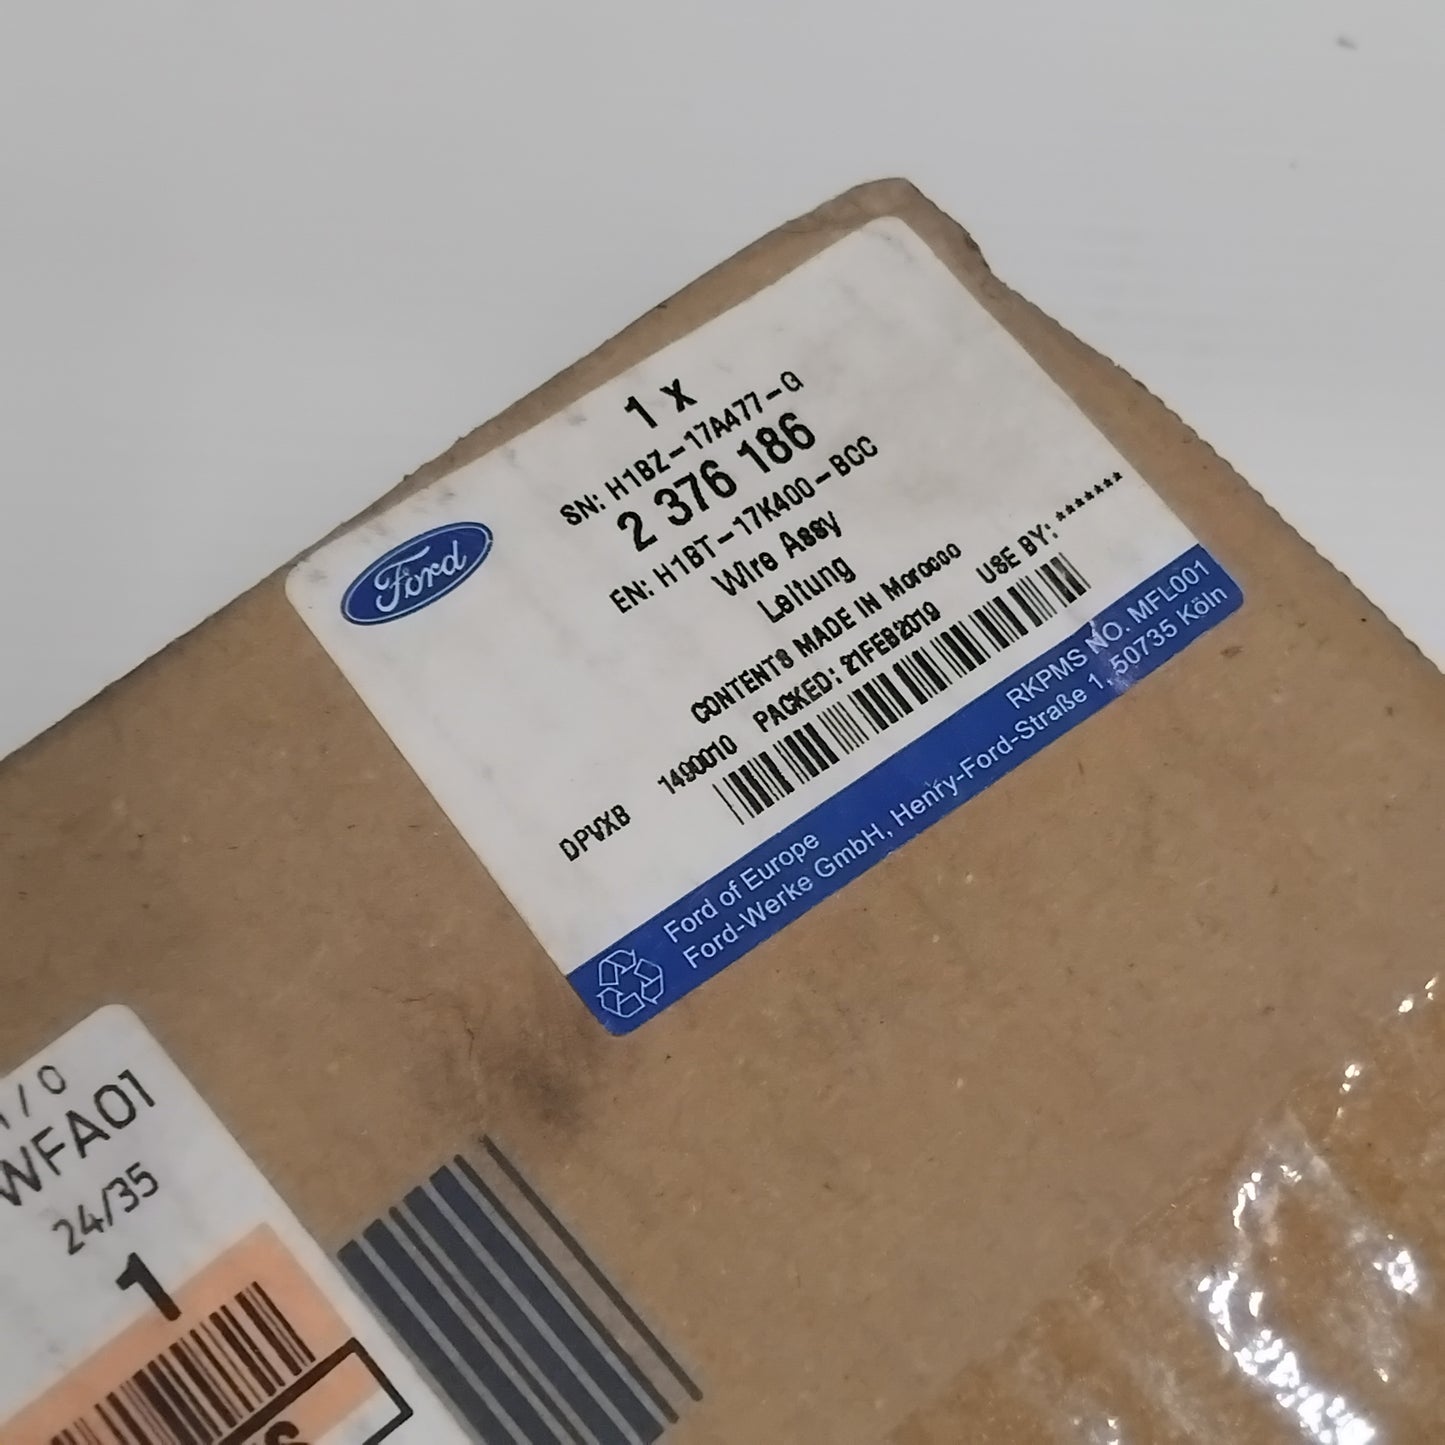 Ford
1 x
SN: H1BZ-17A477-G
2 376 186
EN: H1BT-17K400-BCC
Wire Assy
Leitung
CONTENTS MADE IN Morocco
1490010 PACKED: 21FEB2019 USE BY: *******
DPVXB
RKPMS NO. MFL001
Ford of Europe
Ford-Werke GmbH, Henry-Ford-Straße 1, 50735 Köln
/ 0
WFA01
24/35
1